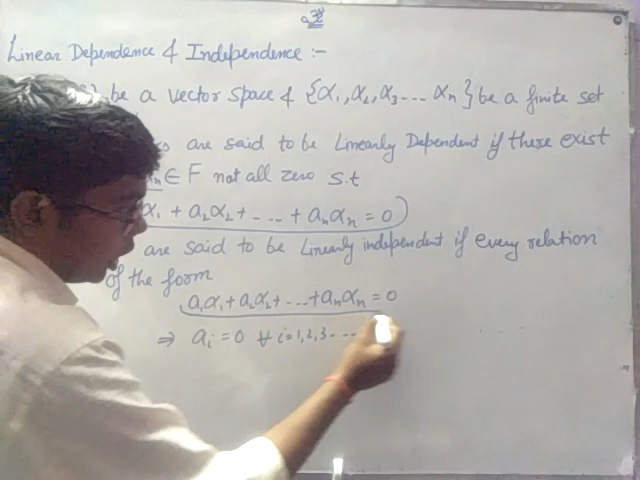 ॐ
Linear Dependence & Independence :-
be a vector space & {α₁, α₂, α₃ --- αₙ} be a finite set
are said to be Linearly Dependent if there exist
∈ F not all zero s.t
α₁ + a₂α₂ + ---- + aₙαₙ = 0)
are said to be Linearly independent if every relation
of the form
a₁α₁ + a₂α₂ + --- + aₙαₙ = 0
⇒ aᵢ = 0 ∀ i = 1, 2, 3 - - - -